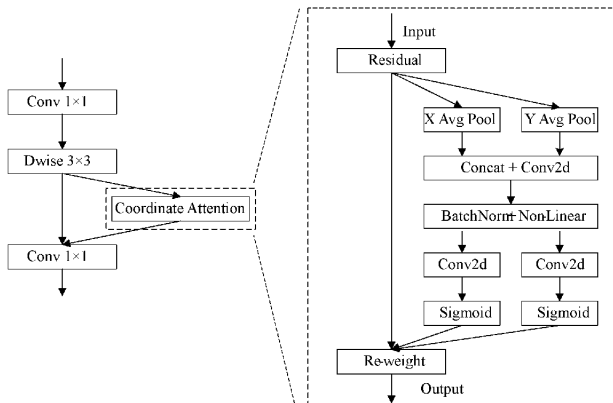 Conv 1×1
Dwise 3×3
Coordinate Attention
Conv 1×1
Input
Residual
X Avg Pool
Y Avg Pool
Concat + Conv2d
BatchNorm+ Non-Linear
Conv2d
Conv2d
Sigmoid
Sigmoid
Re-weight
Output